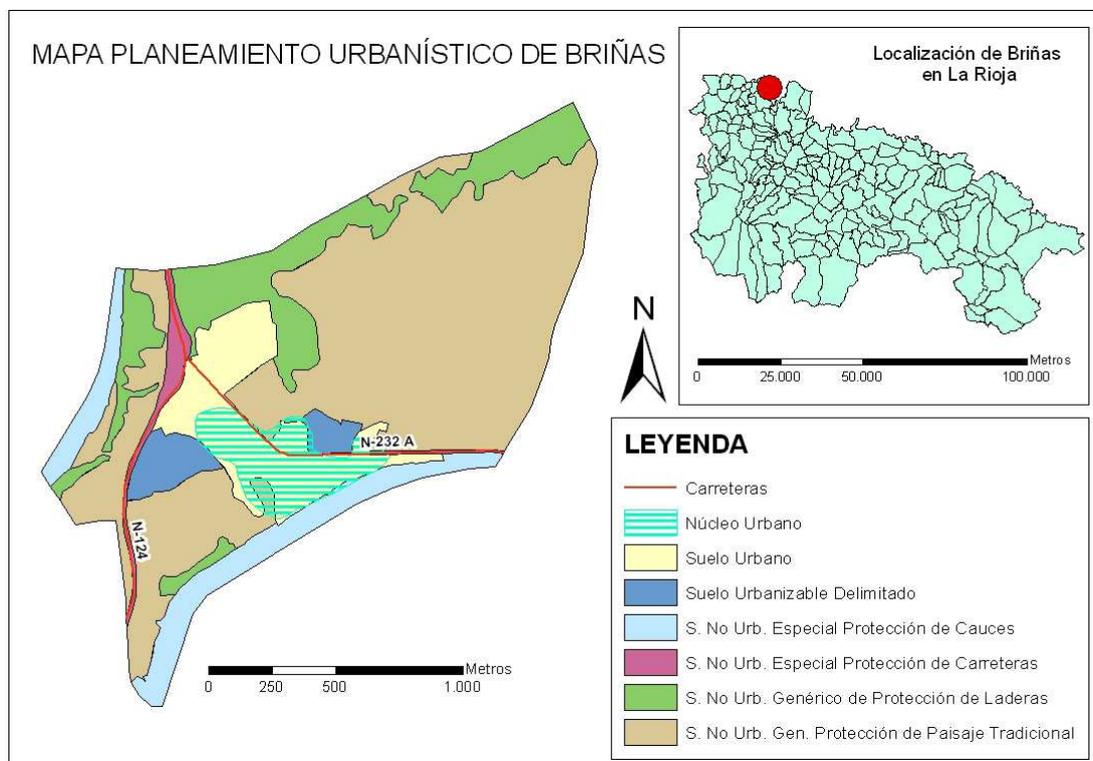 MAPA PLANEAMIENTO URBANÍSTICO DE BRIÑAS
Localización de Briñas
en La Rioja
Metros
0 25.000 50.000 100.000
N
N-232 A
N-124
Metros
0 250 500 1.000
LEYENDA
Carreteras
Núcleo Urbano
Suelo Urbano
Suelo Urbanizable Delimitado
S. No Urb. Especial Protección de Cauces
S. No Urb. Especial Protección de Carreteras
S. No Urb. Genérico de Protección de Laderas
S. No Urb. Gen. Protección de Paisaje Tradicional